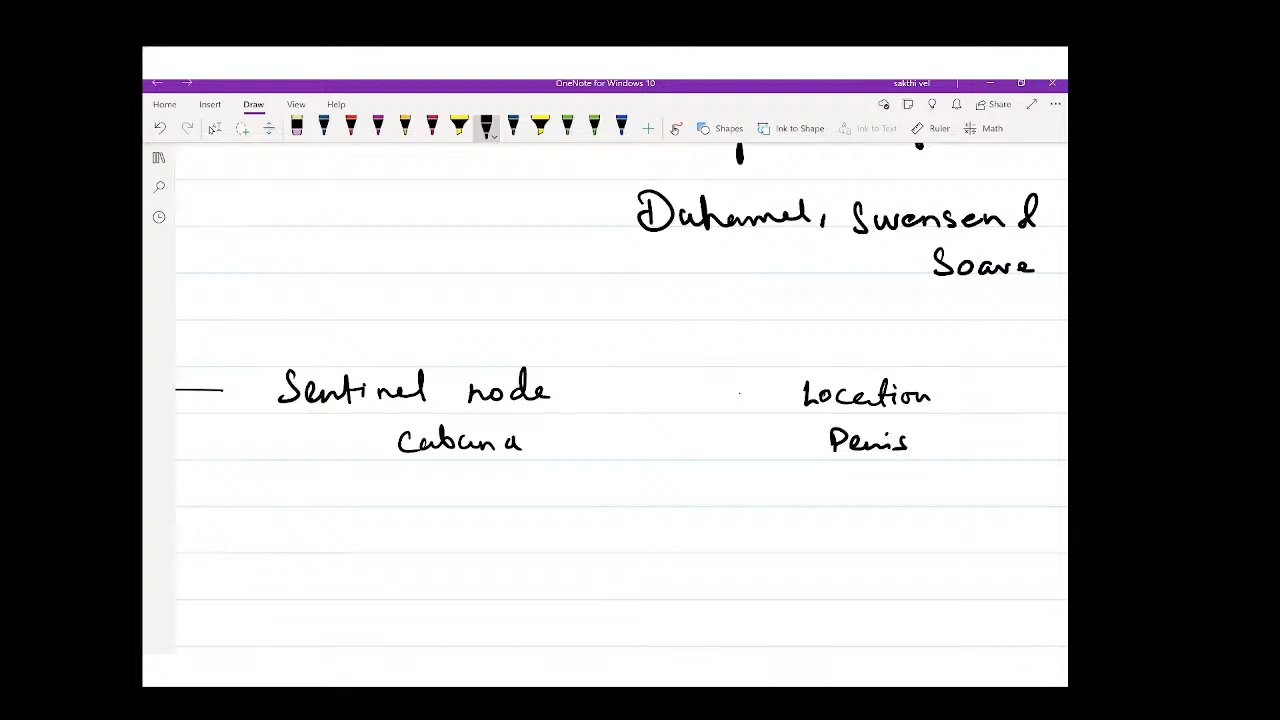 OneNote for Windows 10
sakthi vel
Home Insert Draw View Help
Share
Shapes Ink to Shape Ink to Text Ruler Math
Duhamel, Swensen &
Soave
Sentinel node Location
Cabana Penis